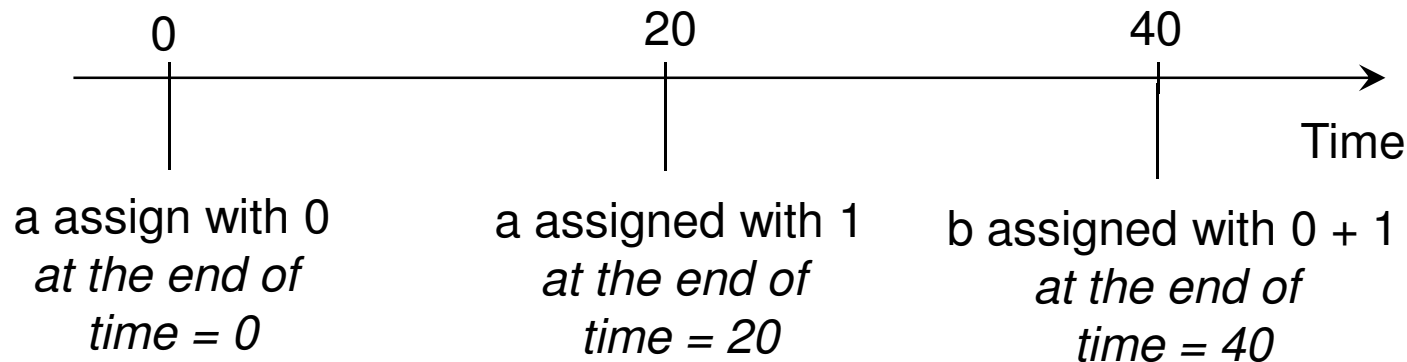 0
20
40
Time
a assign with 0
at the end of
time = 0
a assigned with 1
at the end of
time = 20
b assigned with 0 + 1
at the end of
time = 40